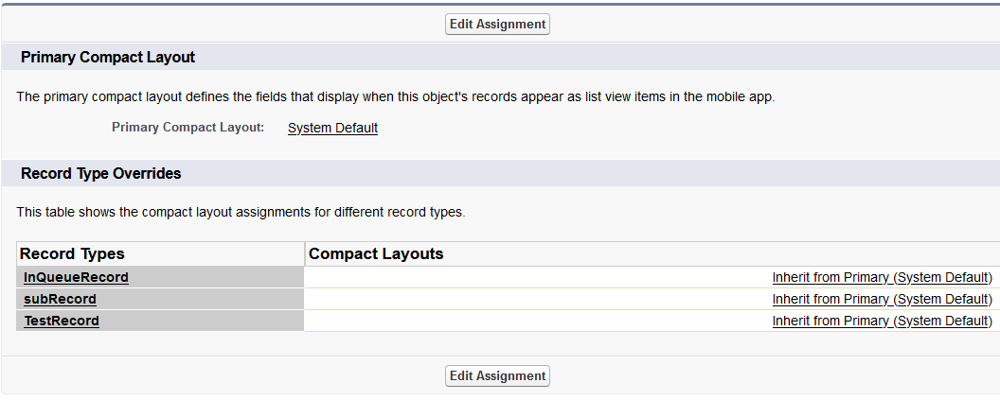 Edit Assignment
Primary Compact Layout
The primary compact layout defines the fields that display when this object's records appear as list view items in the mobile app.
Primary Compact Layout: System Default
Record Type Overrides
This table shows the compact layout assignments for different record types.
Record Types Compact Layouts
InQueueRecord Inherit from Primary (System Default)
subRecord Inherit from Primary (System Default)
TestRecord Inherit from Primary (System Default)
Edit Assignment